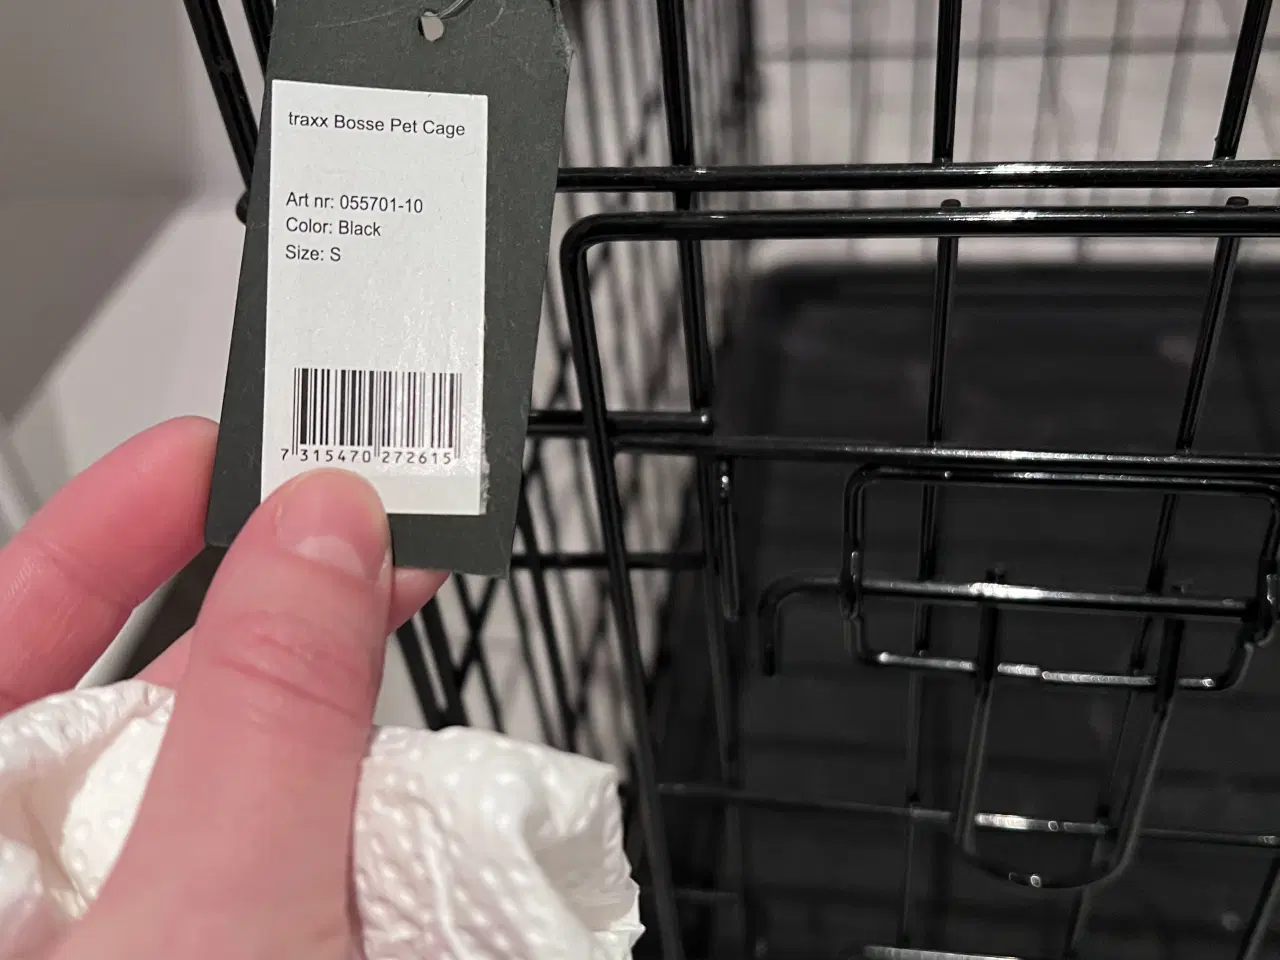 traxx Bosse Pet Cage
Art nr: 055701-10
Color: Black
Size: S
7 315470 272615